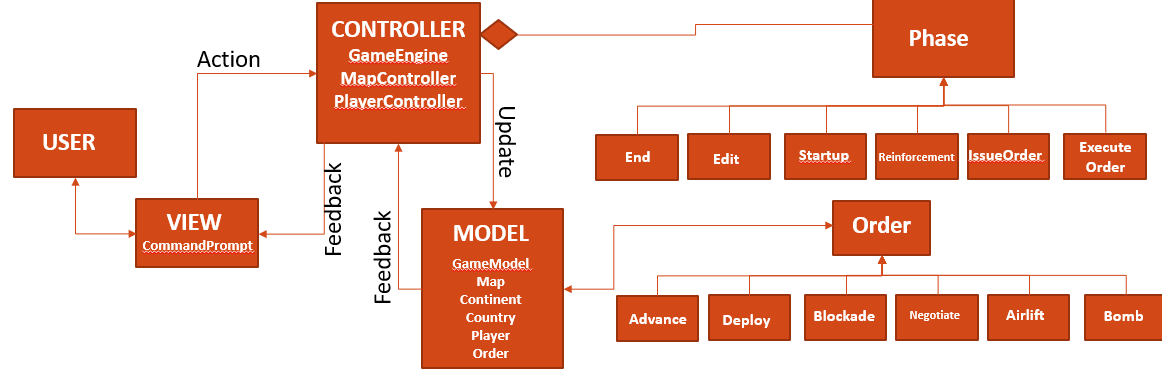 CONTROLLER
GameEngine
MapController
PlayerController
Phase
Action
USER
Update
End
Edit
Startup
Reinforcement
IssueOrder
Execute
Order
VIEW
CommandPrompt
Feedback
Feedback
MODEL
GameModel
Map
Continent
Country
Player
Order
Order
Advance
Deploy
Blockade
Negotiate
Airlift
Bomb